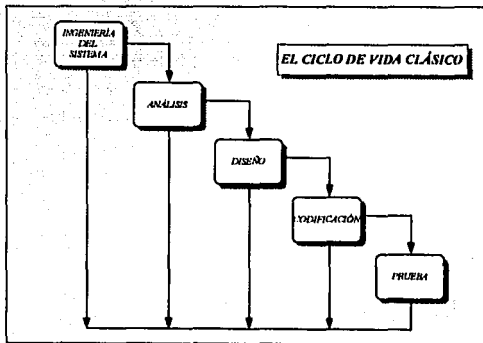 INGENIERÍA
DEL
SISTEMA
EL CICLO DE VIDA CLÁSICO
ANÁLISIS
DISEÑO
CODIFICACIÓN
PRUEBA